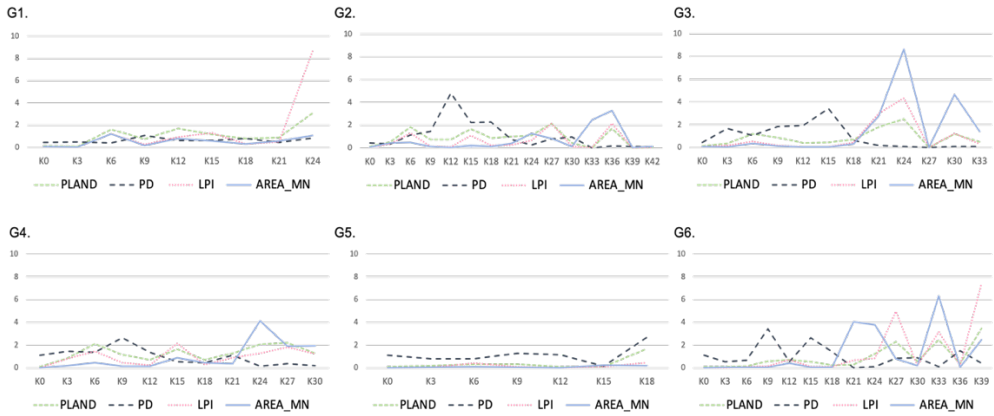 G1.
10
8
6
4
2
0
K0 K3 K6 K9 K12 K15 K18 K21 K24
PLAND PD LPI AREA_MN
G2.
10
8
6
4
2
0
K0 K3 K6 K9 K12 K15 K18 K21 K24 K27 K30 K33 K36 K39 K42
PLAND PD LPI AREA_MN
G3.
10
8
6
4
2
0
K0 K3 K6 K9 K12 K15 K18 K21 K24 K27 K30 K33
PLAND PD LPI AREA_MN
G4.
10
8
6
4
2
0
K0 K3 K6 K9 K12 K15 K18 K21 K24 K27 K30
PLAND PD LPI AREA_MN
G5.
10
8
6
4
2
0
K0 K3 K6 K9 K12 K15 K18
PLAND PD LPI AREA_MN
G6.
10
8
6
4
2
0
K0 K3 K6 K9 K12 K15 K18 K21 K24 K27 K30 K33 K36 K39
PLAND PD LPI AREA_MN